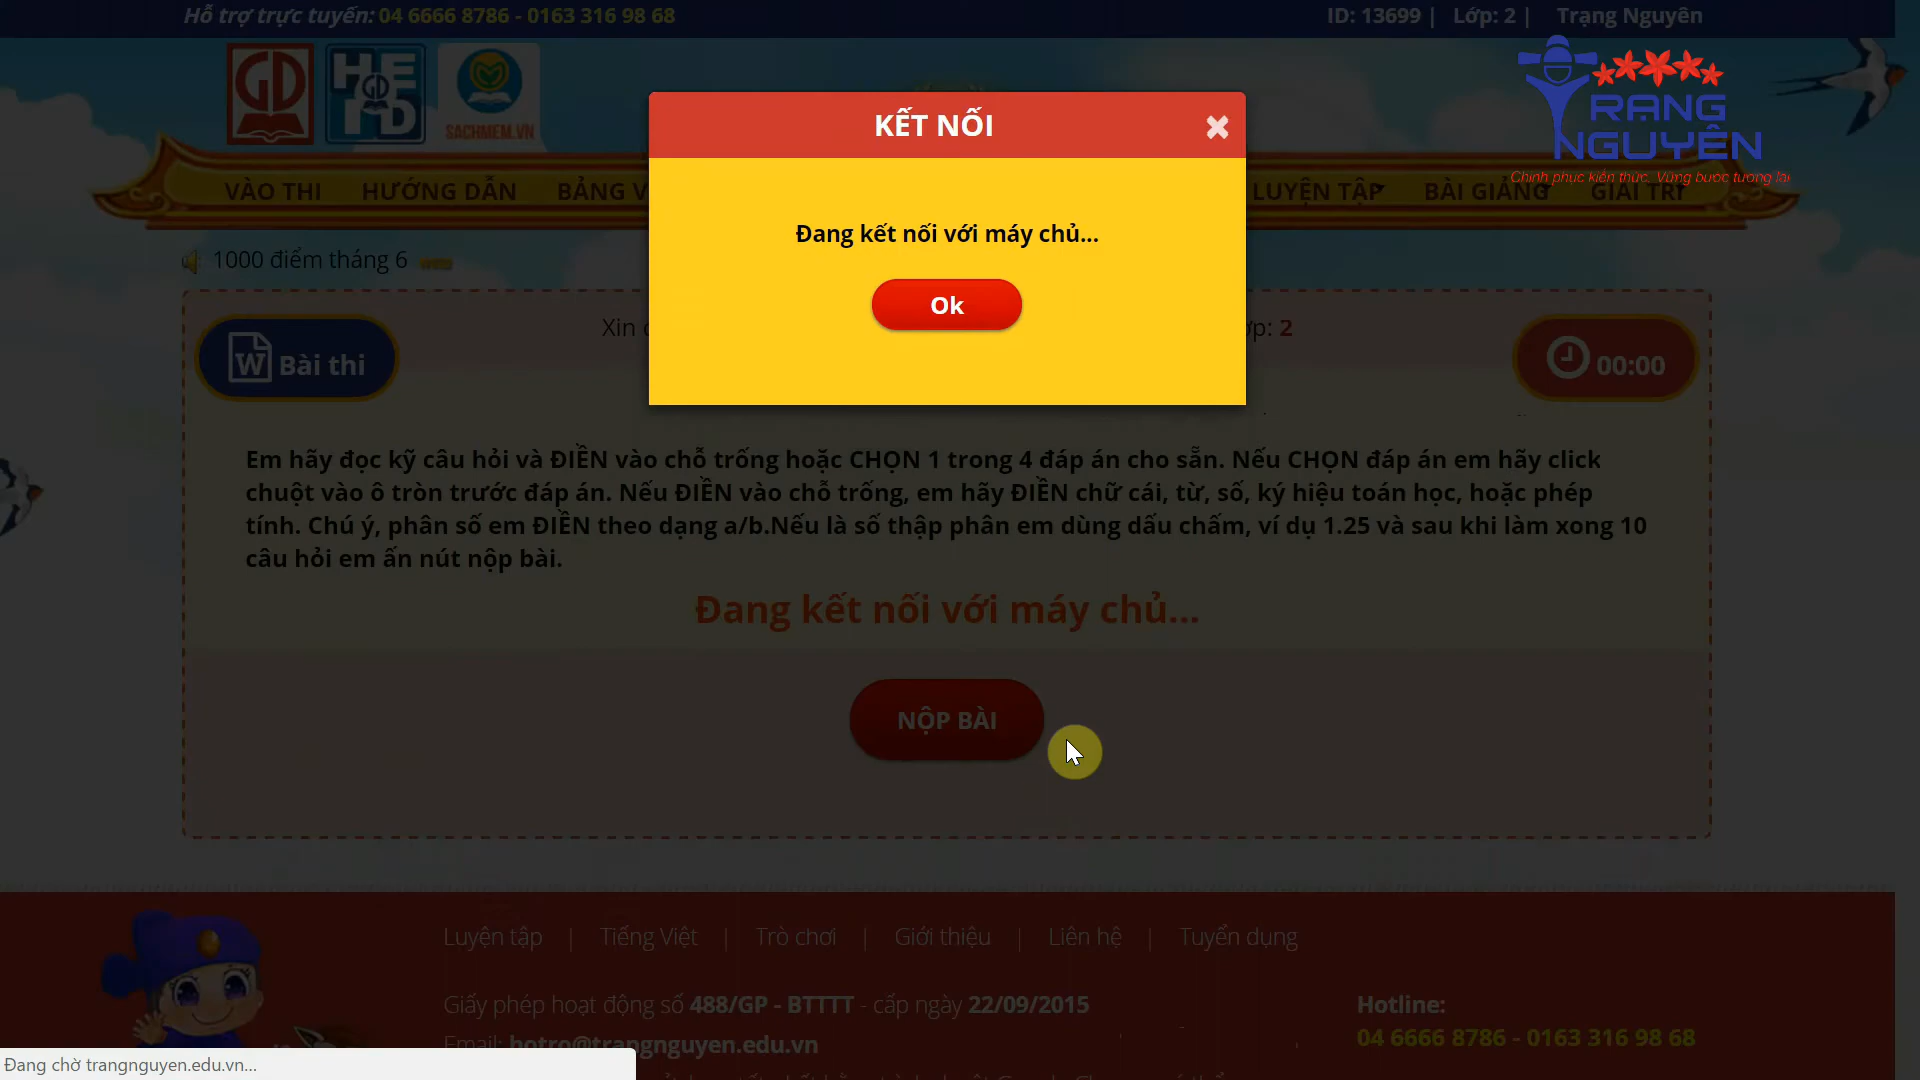 Hỗ trợ trực tuyến: 04 6666 8786 - 0163 316 98 68
ID: 13699 | Lớp: 2 | Trạng Nguyên
GD
HEID
SACHMEM.VN
TRẠNG NGUYÊN
Chinh phục kiến thức. Vững bước tương lai
KẾT NỐI
VÀO THI HƯỚNG DẪN BẢNG V LUYỆN TẬP BÀI GIẢNG GIẢI TRÍ
Đang kết nối với máy chủ...
Ok
1000 điểm tháng 6
Bài thi
Xin
2
00:00
Em hãy đọc kỹ câu hỏi và ĐIỀN vào chỗ trống hoặc CHỌN 1 trong 4 đáp án cho sẵn. Nếu CHỌN đáp án em hãy click
chuột vào ô tròn trước đáp án. Nếu ĐIỀN vào chỗ trống, em hãy ĐIỀN chữ cái, từ, số, ký hiệu toán học, hoặc phép
tính. Chú ý, phân số em ĐIỀN theo dạng a/b.Nếu là số thập phân em dùng dấu chấm, ví dụ 1.25 và sau khi làm xong 10
câu hỏi em ấn nút nộp bài.
Đang kết nối với máy chủ...
NỘP BÀI
Luyện tập | Tiếng Việt | Trò chơi | Giới thiệu | Liên hệ | Tuyển dụng
Giấy phép hoạt động số 488/GP - BTTTT - cấp ngày 22/09/2015
Hotline:
Email: hotro@trangnguyen.edu.vn
04 6666 8786 - 0163 316 98 68
Đang chờ trangnguyen.edu.vn...